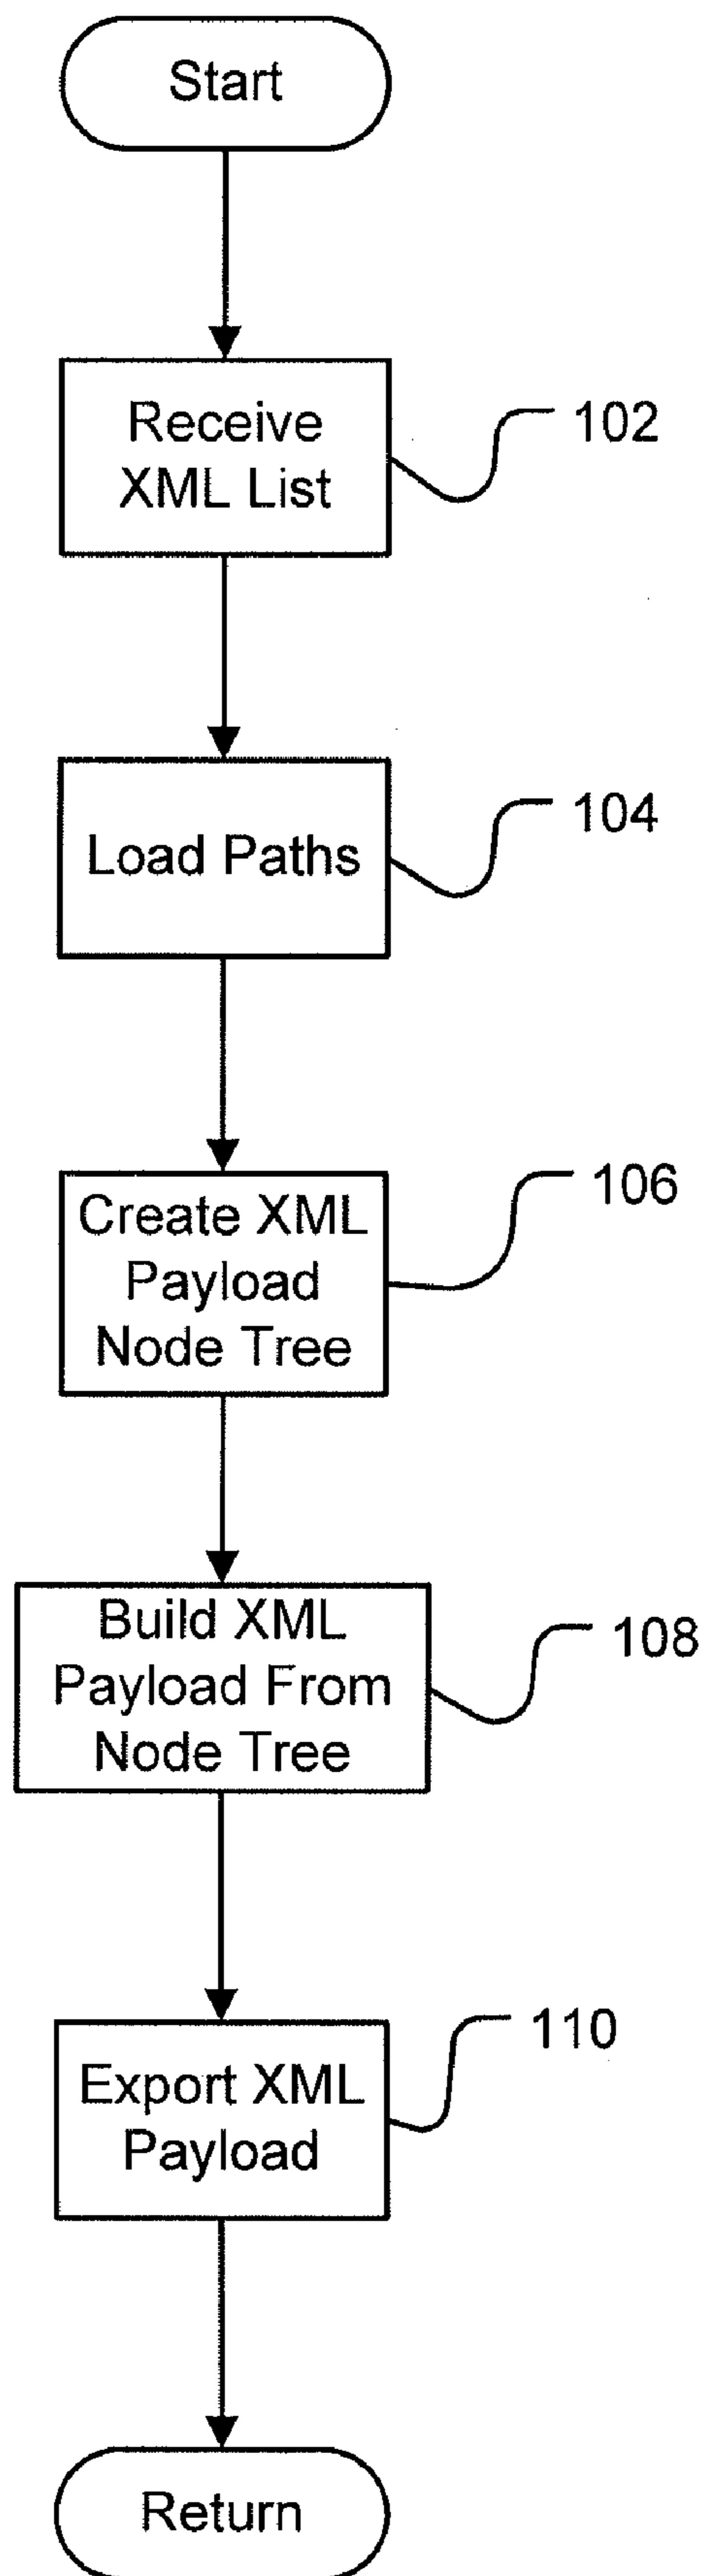 Start
Receive
XML List
102
Load Paths
104
Create XML
Payload
Node Tree
106
Build XML
Payload From
Node Tree
108
Export XML
Payload
110
Return